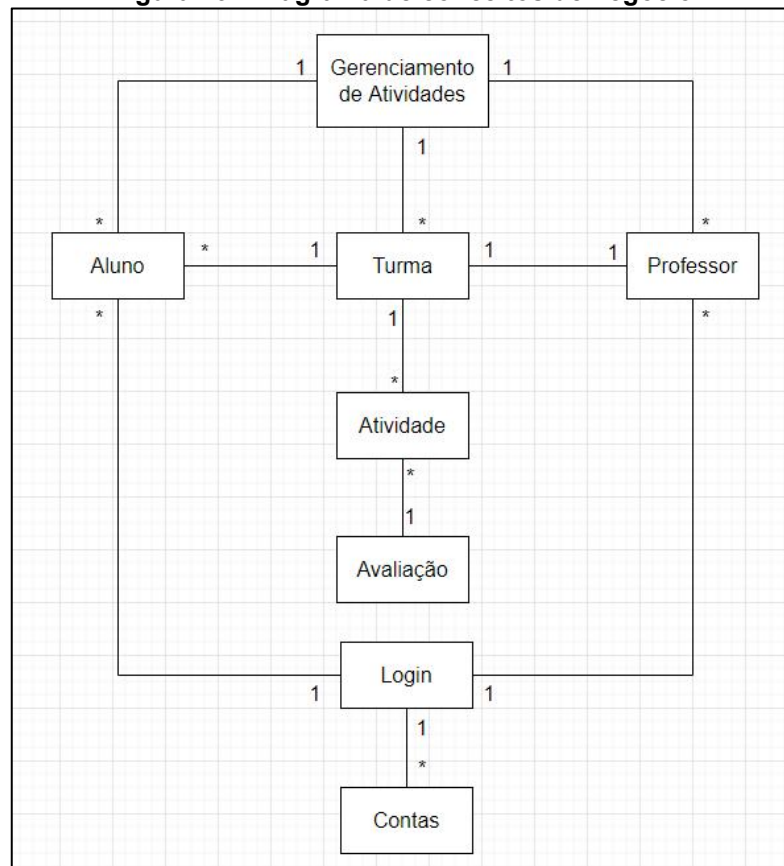 1
Gerenciamento
de Atividades
1
1
*
*
*
Aluno
*
1
Turma
1
1
Professor
*
1
*
*
Atividade
*
1
Avaliação
Login
1
1
1
*
Contas